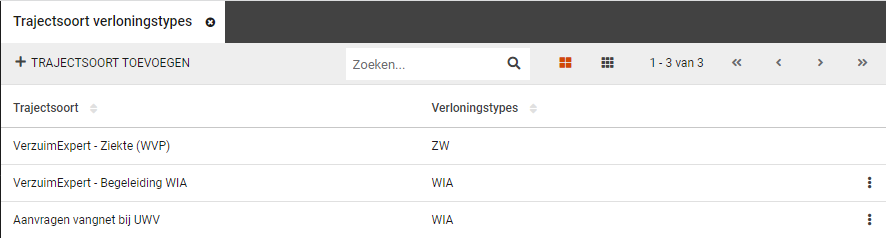 Trajectsoort verloningstypes
TRAJECTSOORT TOEVOEGEN Zoeken... 1 - 3 van 3
Trajectsoort Verloningstypes
VerzuimExpert - Ziekte (WVP) ZW
VerzuimExpert - Begeleiding WIA WIA
Aanvragen vangnet bij UWV WIA